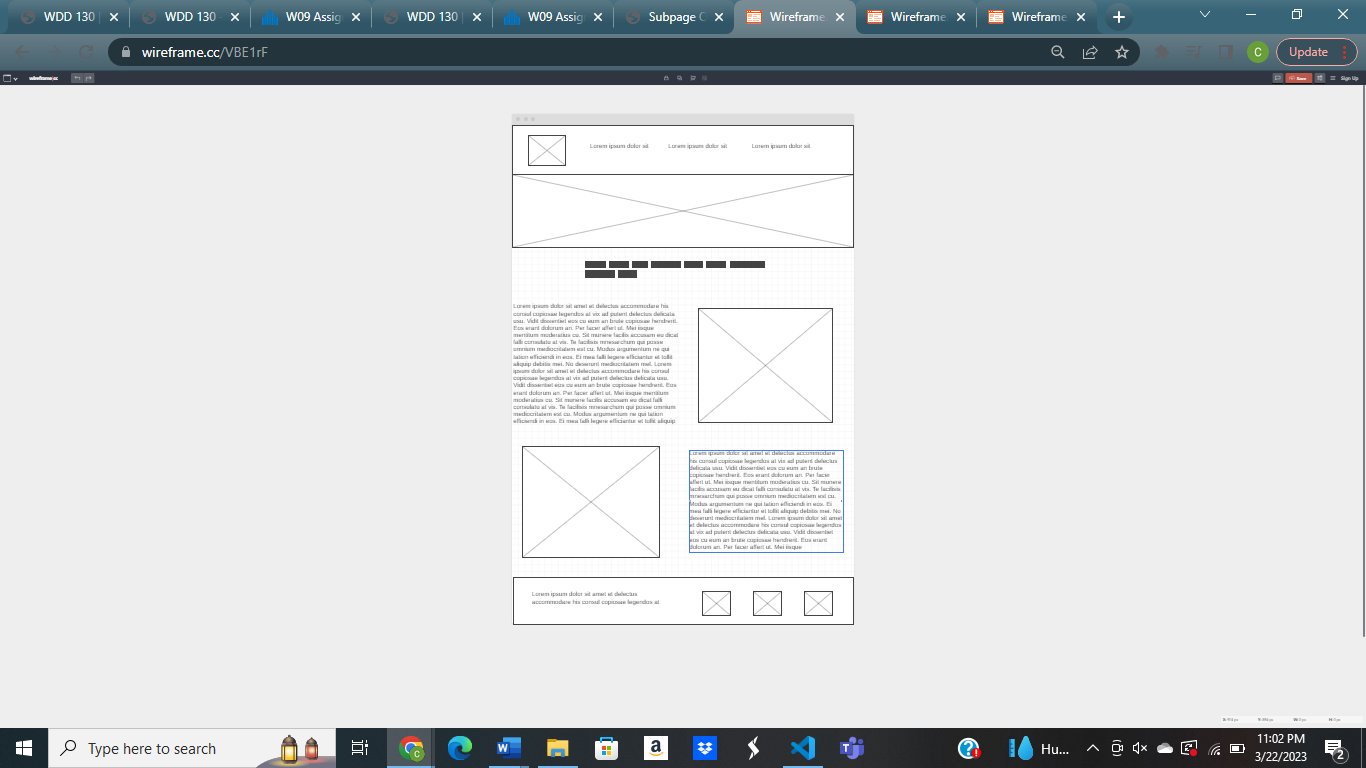 WDD 130 |
WDD 130 -
W09 Assig
WDD 130 |
W09 Assig
Subpage C
Wireframe
Wireframe
Wireframe
wireframe.cc/VBE1rF
C
Update
wireframe.cc
Save
Sign Up
Lorem ipsum dolor sit
Lorem ipsum dolor sit
Lorem ipsum dolor sit
Lorem ipsum dolor sit amet et delectus accommodare his
consul copiosae legendos at vix ad putent delectus delicata
usu. Vidit dissentiet eos cu eum an brute copiosae hendrerit.
Eos erant dolorum an. Per facer affert ut. Mei iisque
mentitum moderatius cu. Sit munere facilis accusam eu dicat
falli consulatu at vis. Te facilisis mnesarchum qui posse
omnium mediocritatem est cu. Modus argumentum ne qui
tation efficiendi in eos. Ei mea falli legere efficiantur et tollit
aliquip debitis mei. No deserunt mediocritatem mel. Lorem
ipsum dolor sit amet et delectus accommodare his consul
copiosae legendos at vix ad putent delectus delicata usu.
Vidit dissentiet eos cu eum an brute copiosae hendrerit. Eos
erant dolorum an. Per facer affert ut. Mei iisque mentitum
moderatius cu. Sit munere facilis accusam eu dicat falli
consulatu at vis. Te facilisis mnesarchum qui posse omnium
mediocritatem est cu. Modus argumentum ne qui tation
efficiendi in eos. Ei mea falli legere efficiantur et tollit aliquip
Lorem ipsum dolor sit amet et delectus accommodare
his consul copiosae legendos at vix ad putent delectus
delicata usu. Vidit dissentiet eos cu eum an brute
copiosae hendrerit. Eos erant dolorum an. Per facer
affert ut. Mei iisque mentitum moderatius cu. Sit munere
facilis accusam eu dicat falli consulatu at vis. Te facilisis
mnesarchum qui posse omnium mediocritatem est cu.
Modus argumentum ne qui tation efficiendi in eos. Ei
mea falli legere efficiantur et tollit aliquip debitis mei. No
deserunt mediocritatem mel. Lorem ipsum dolor sit amet
et delectus accommodare his consul copiosae legendos
at vix ad putent delectus delicata usu. Vidit dissentiet
eos cu eum an brute copiosae hendrerit. Eos erant
dolorum an. Per facer affert ut. Mei iisque
Lorem ipsum dolor sit amet et delectus
accommodare his consul copiosae legendos at
Type here to search
Hu...
11:02 PM
3/22/2023
2